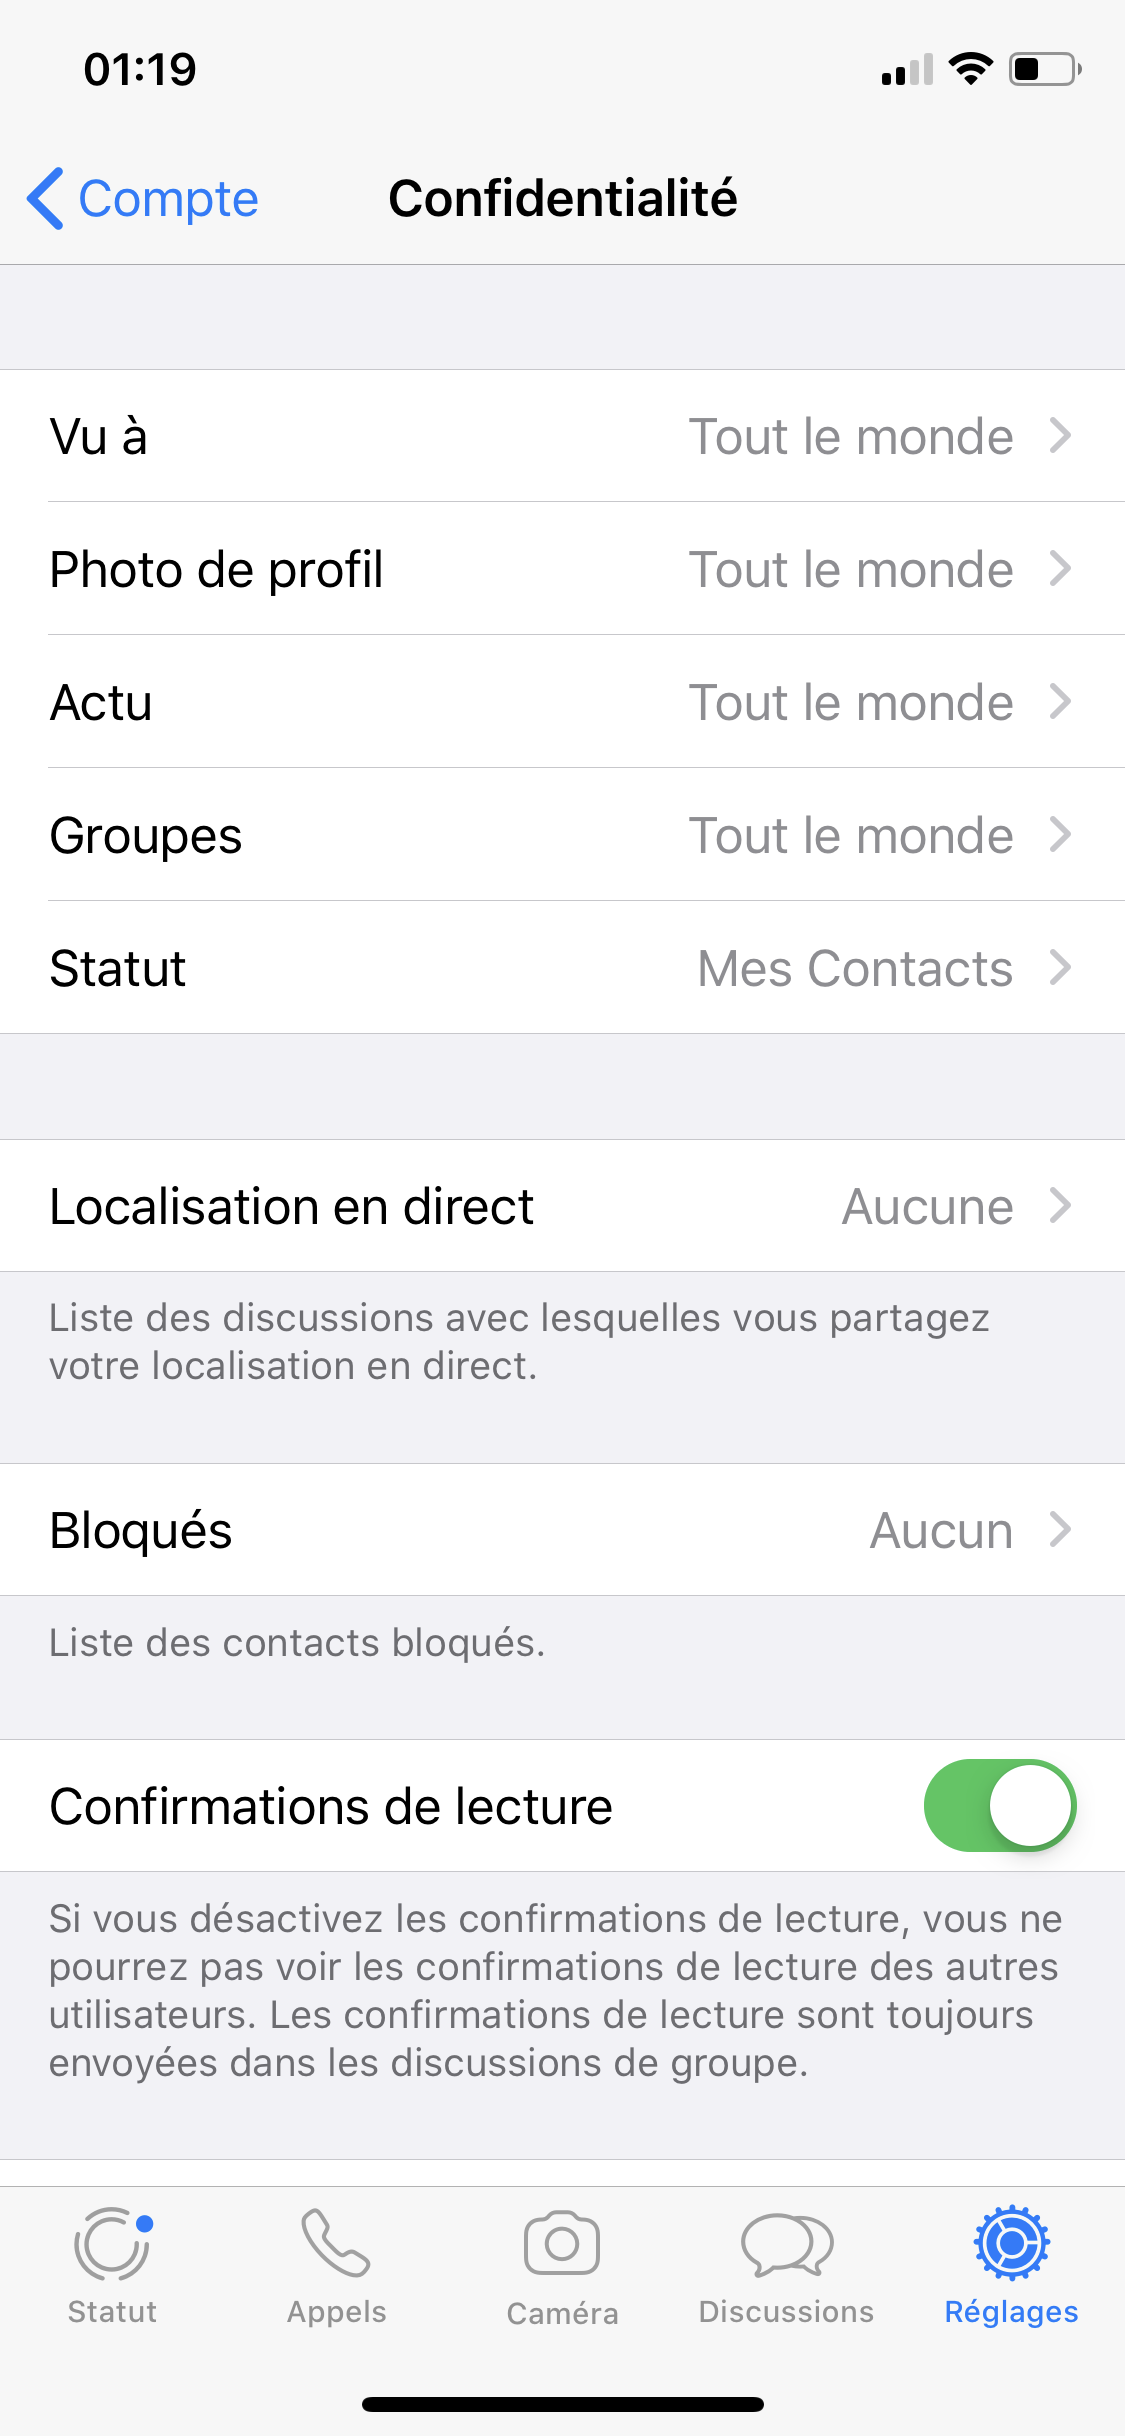 01:19
Compte
Confidentialité
Vu à Tout le monde
Photo de profil Tout le monde
Actu Tout le monde
Groupes Tout le monde
Statut Mes Contacts
Localisation en direct Aucune
Liste des discussions avec lesquelles vous partagez
votre localisation en direct.
Bloqués Aucun
Liste des contacts bloqués.
Confirmations de lecture
Si vous désactivez les confirmations de lecture, vous ne
pourrez pas voir les confirmations de lecture des autres
utilisateurs. Les confirmations de lecture sont toujours
envoyées dans les discussions de groupe.
Statut Appels Caméra Discussions Réglages